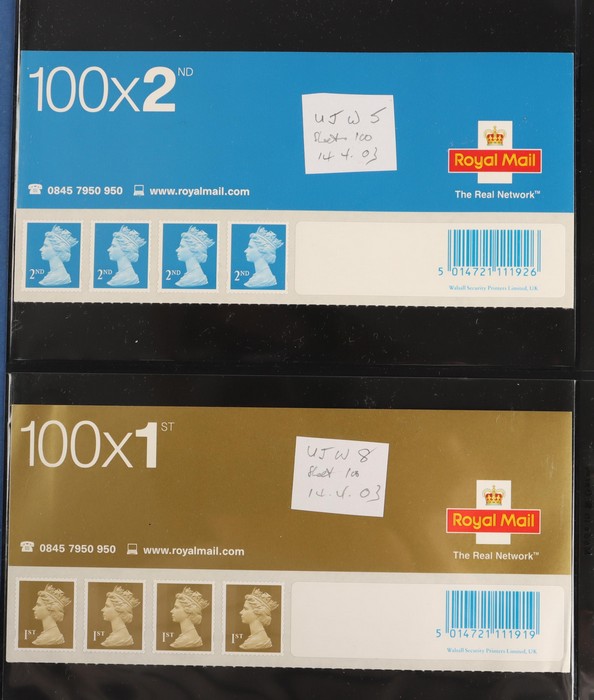 100x2ND
UJW5
100
14.4.03
Royal Mail
The Real Network™
0845 7950 950 www.royalmail.com
2ND 2ND 2ND 2ND
5 014721 111926
Walsall Security Printers Limited, UK
100x1ST
UJW8
Sheet 100
14.4.03
Royal Mail
The Real Network™
0845 7950 950 www.royalmail.com
1ST 1ST 1ST 1ST
5 014721 111919
Walsall Security Printers Limited, UK